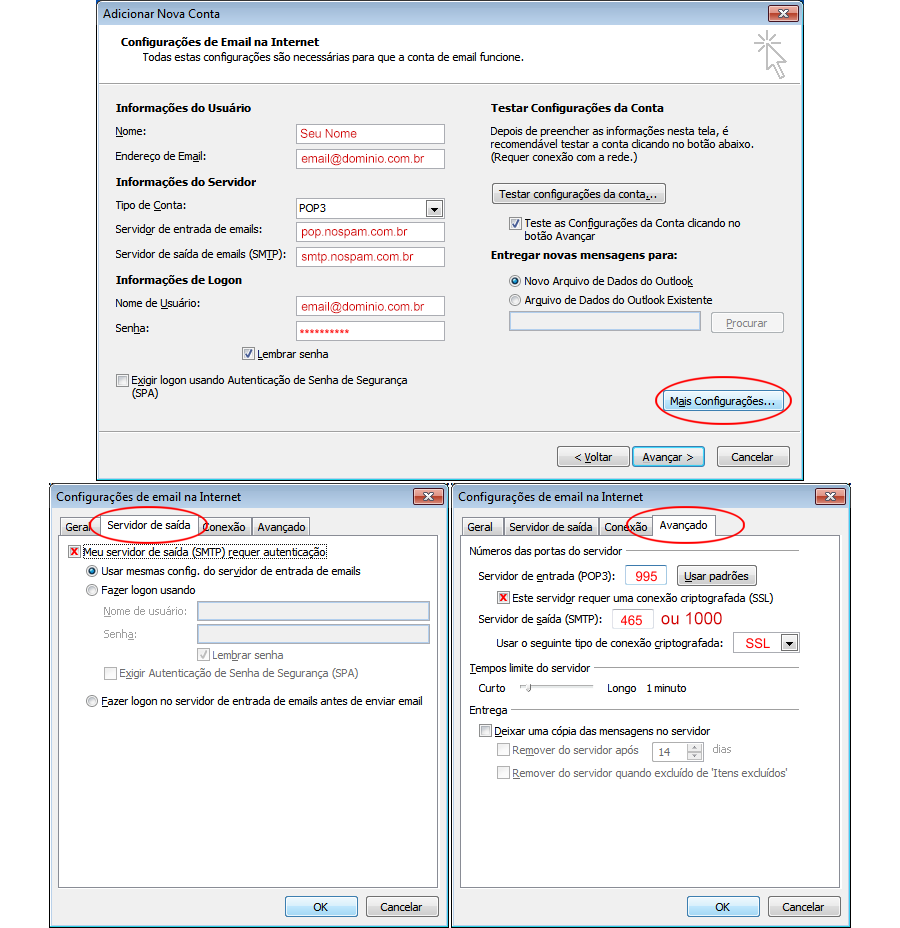 Adicionar Nova Conta
Configurações de Email na Internet
Todas estas configurações são necessárias para que a conta de email funcione.
Informações do Usuário
Nome:
Seu Nome
Endereço de Email:
email@dominio.com.br
Informações do Servidor
Tipo de Conta:
POP3
Servidor de entrada de emails:
pop.nospam.com.br
Servidor de saída de emails (SMTP):
smtp.nospam.com.br
Informações de Logon
Nome de Usuário:
email@dominio.com.br
Senha:
**********
Lembrar senha
Exigir logon usando Autenticação de Senha de Segurança
(SPA)
Testar Configurações da Conta
Depois de preencher as informações nesta tela, é
recomendável testar a conta clicando no botão abaixo.
(Requer conexão com a rede.)
Testar configurações da conta...
Teste as Configurações da Conta clicando no
botão Avançar
Entregar novas mensagens para:
Novo Arquivo de Dados do Outlook
Arquivo de Dados do Outlook Existente
Procurar
Mais Configurações...
< Voltar
Avançar >
Cancelar
Configurações de email na Internet
Geral
Servidor de saída
Conexão
Avançado
Meu servidor de saída (SMTP) requer autenticação
Usar mesmas config. do servidor de entrada de emails
Fazer logon usando
Nome de usuário:
Senha:
Lembrar senha
Exigir Autenticação de Senha de Segurança (SPA)
Fazer logon no servidor de entrada de emails antes de enviar email
OK
Cancelar
Configurações de email na Internet
Geral
Servidor de saída
Conexão
Avançado
Números das portas do servidor
Servidor de entrada (POP3):
995
Usar padrões
Este servidor requer uma conexão criptografada (SSL)
Servidor de saída (SMTP):
465
ou 1000
Usar o seguinte tipo de conexão criptografada:
SSL
Tempos limite do servidor
Curto
Longo
1 minuto
Entrega
Deixar uma cópia das mensagens no servidor
Remover do servidor após
14
dias
Remover do servidor quando excluído de 'Itens excluídos'
OK
Cancelar